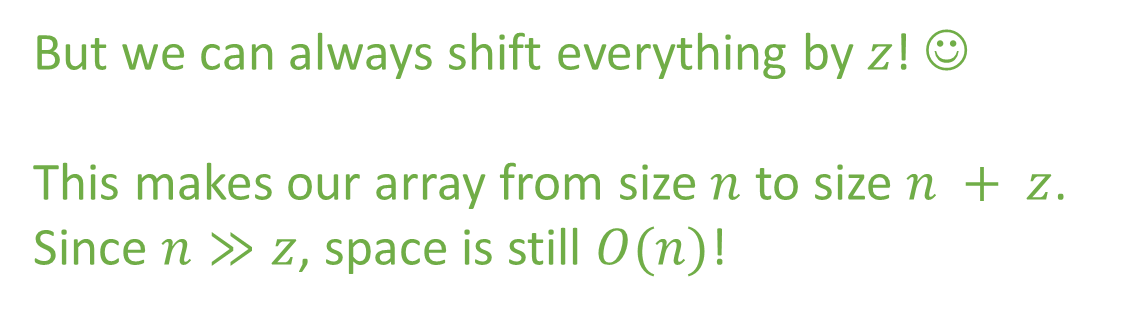 But we can always shift everything by z! ☺
This makes our array from size n to size n + z.
Since n ≫ z, space is still O(n)!